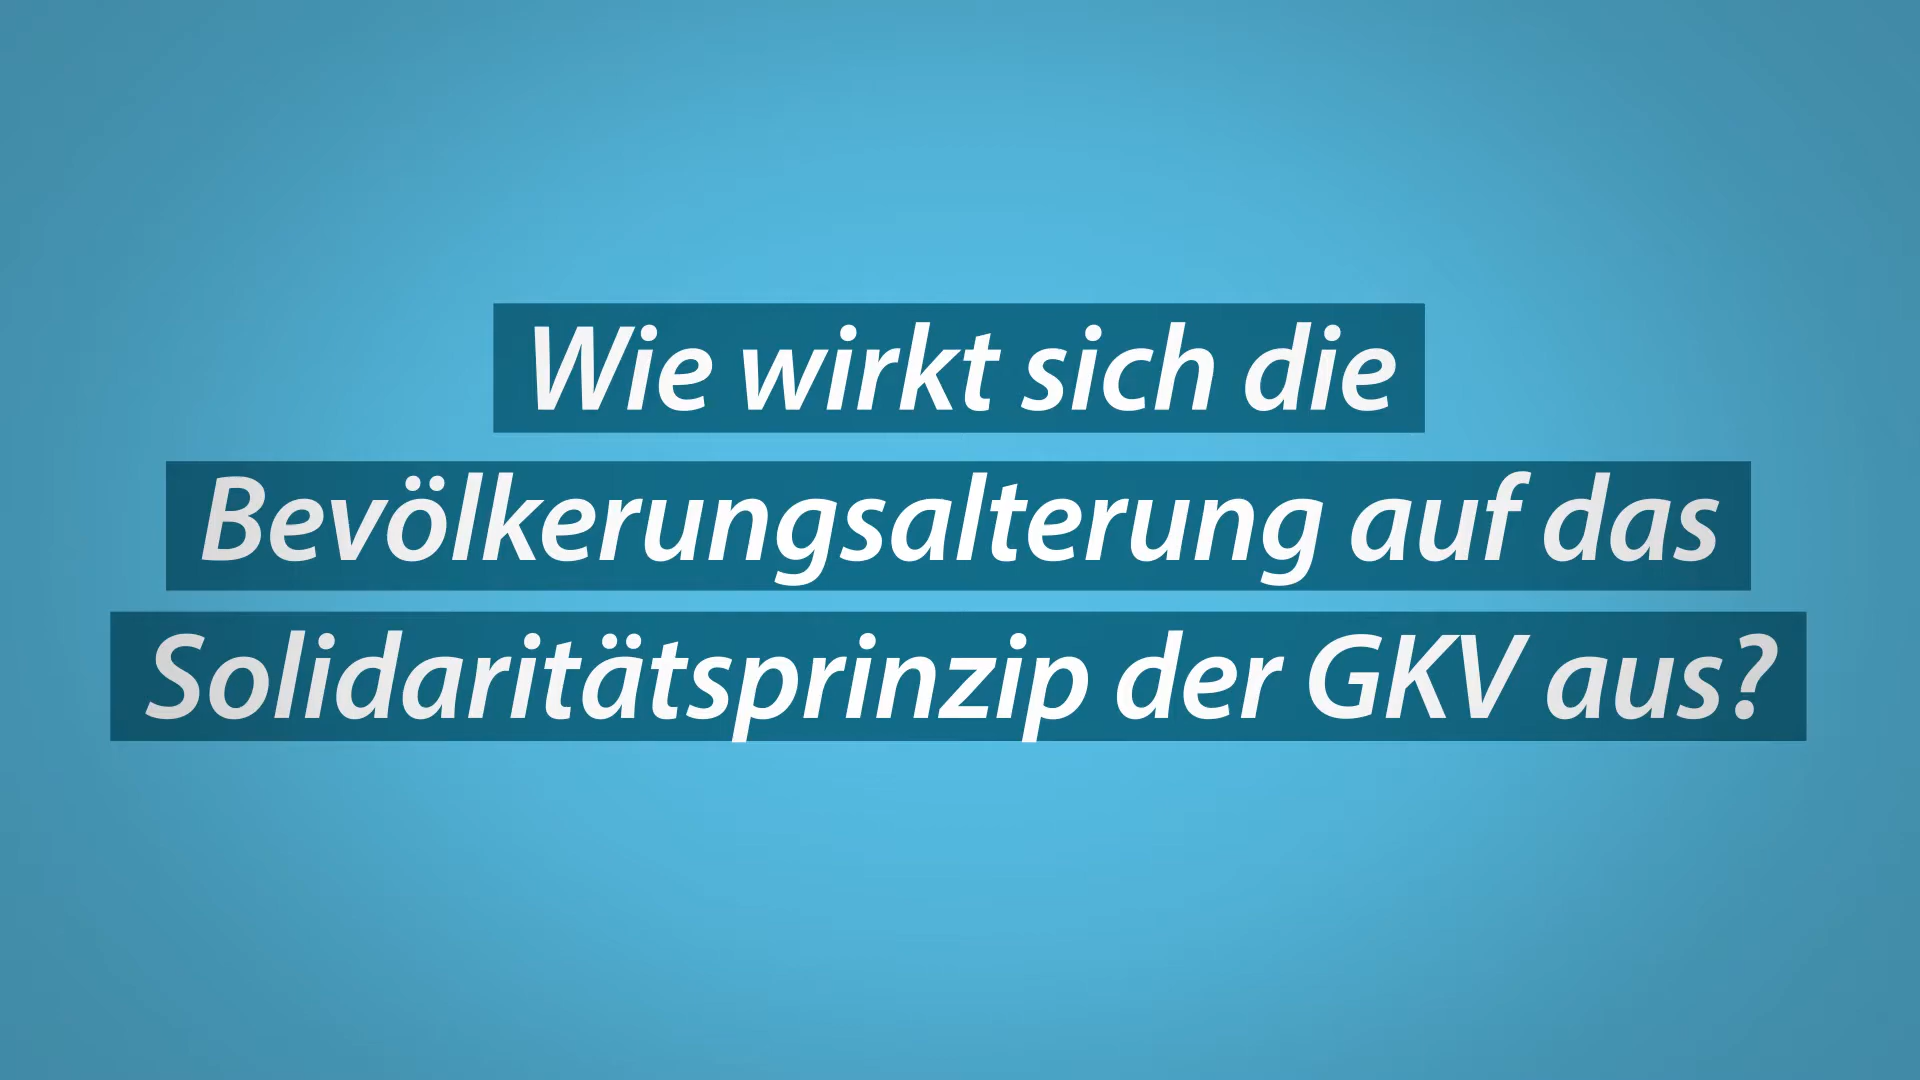 Wie wirkt sich die
Bevölkerungsalterung auf das
Solidaritätsprinzip der GKV aus?